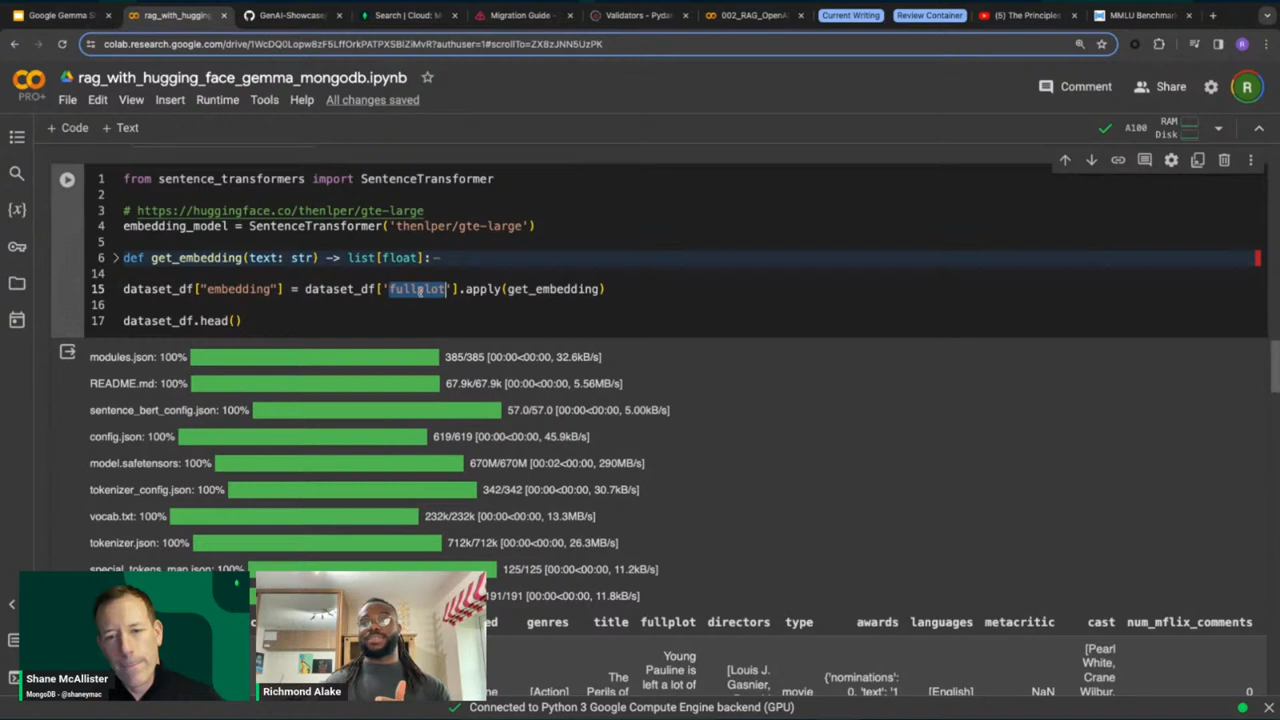 Google Gemma S
rag_with_hugging_
GenAI-Showcase
Search | Cloud: M
Migration Guide -
Validators - Pydan
002_RAG_OpenA
Current Writing
Review Container
(5) The Principles
MMLU Benchmar
colab.research.google.com/drive/1WcDQ0Lopw8zF5LffOrkPATPXSBIZiMvR?authuser=1#scrollTo=ZX8zJNN5UzPK
R
CO
PRO+
rag_with_hugging_face_gemma_mongodb.ipynb
File Edit View Insert Runtime Tools Help All changes saved
Comment
Share
R
+ Code + Text
A100
RAM
Disk
1 from sentence_transformers import SentenceTransformer
2
3 # https://huggingface.co/thenlper/gte-large
4 embedding_model = SentenceTransformer('thenlper/gte-large')
5
6 def get_embedding(text: str) -> list[float]:
14
15 dataset_df["embedding"] = dataset_df['fullplot'].apply(get_embedding)
16
17 dataset_df.head()
modules.json: 100% 385/385 [00:00<00:00, 32.6kB/s]
README.md: 100% 67.9k/67.9k [00:00<00:00, 5.56MB/s]
sentence_bert_config.json: 100% 57.0/57.0 [00:00<00:00, 5.00kB/s]
config.json: 100% 619/619 [00:00<00:00, 45.9kB/s]
model.safetensors: 100% 670M/670M [00:02<00:00, 290MB/s]
tokenizer_config.json: 100% 342/342 [00:00<00:00, 30.7kB/s]
vocab.txt: 100% 232k/232k [00:00<00:00, 13.3MB/s]
tokenizer.json: 100% 712k/712k [00:00<00:00, 26.3MB/s]
special_tokens_map.json: 125/125 [00:00<00:00, 11.2kB/s]
191/191 [00:00<00:00, 11.8kB/s]
genres title fullplot directors type awards languages metacritic cast num_mflix_comments
[Action]
The
Perils of
Young
Pauline is
left a lot of
[Louis J.
Gasnier,
movie
{'nominations':
0, 'text': '1
[English]
NaN
[Pearl
White,
Crane
Wilbur,
0
Shane McAllister
MongoDB - @shaneymac
Richmond Alake
Connected to Python 3 Google Compute Engine backend (GPU)